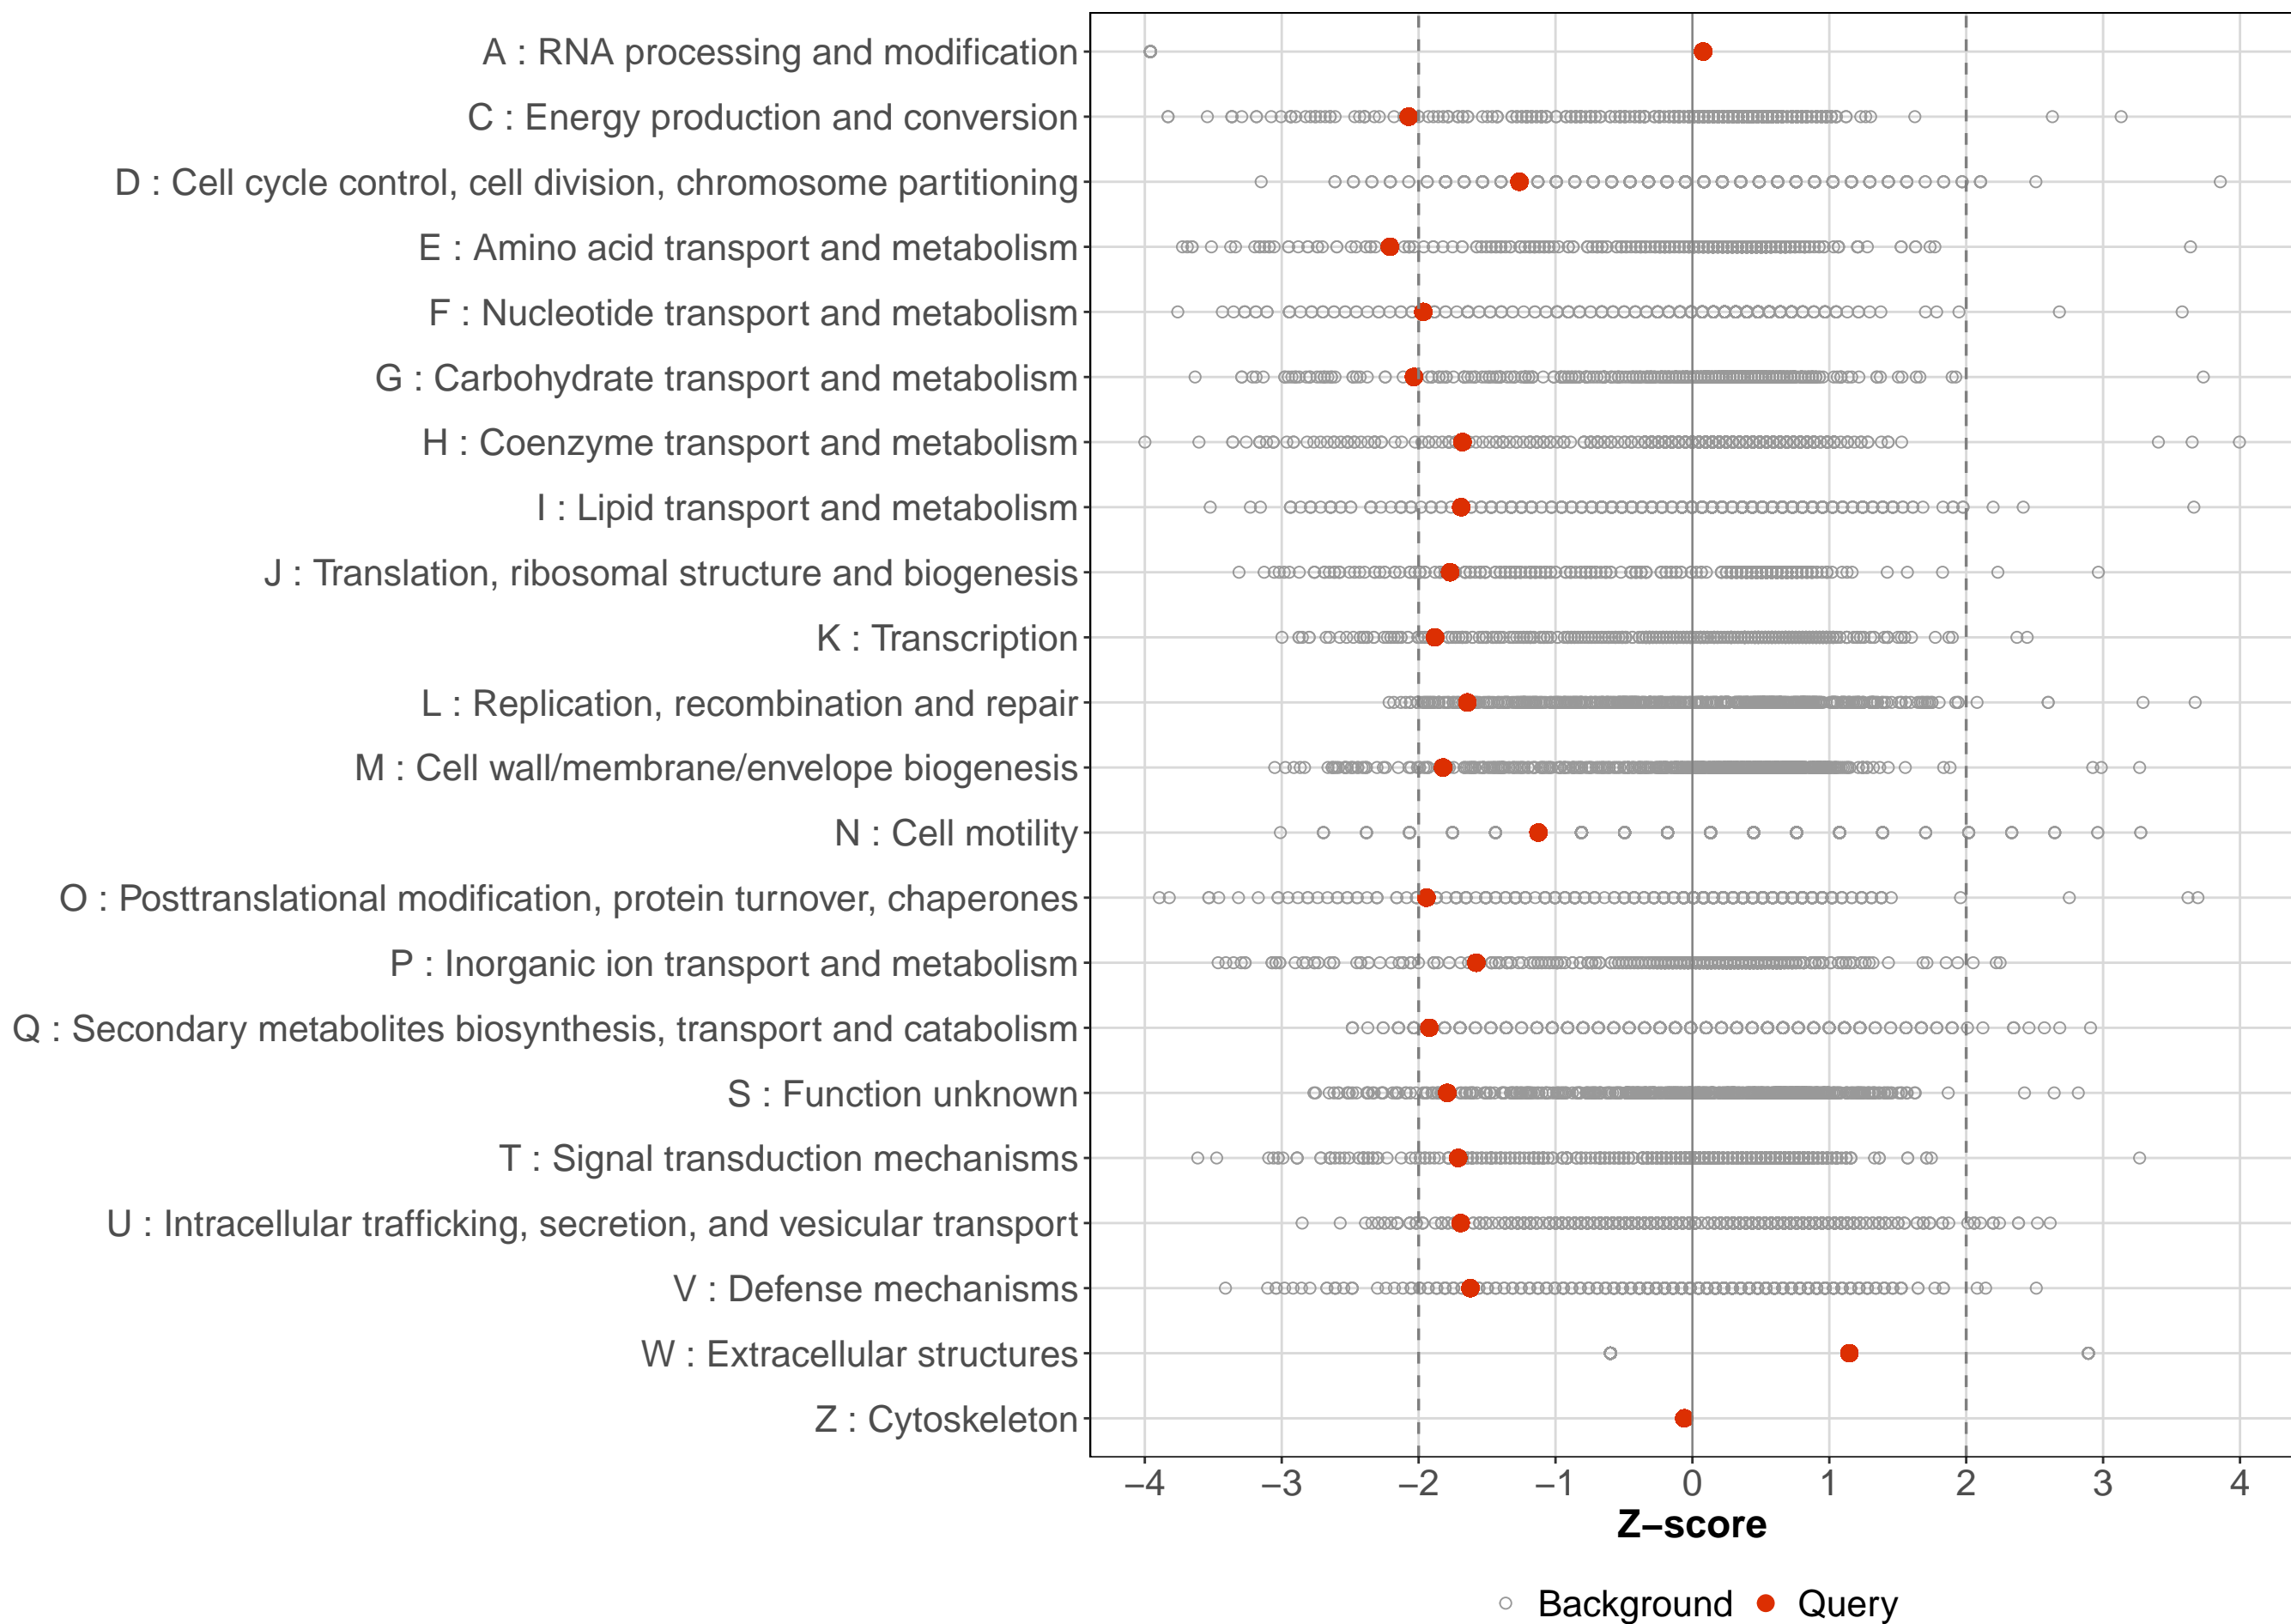 A : RNA processing and modification
C : Energy production and conversion
D : Cell cycle control, cell division, chromosome partitioning
E : Amino acid transport and metabolism
F : Nucleotide transport and metabolism
G : Carbohydrate transport and metabolism
H : Coenzyme transport and metabolism
I : Lipid transport and metabolism
J : Translation, ribosomal structure and biogenesis
K : Transcription
L : Replication, recombination and repair
M : Cell wall/membrane/envelope biogenesis
N : Cell motility
O : Posttranslational modification, protein turnover, chaperones
P : Inorganic ion transport and metabolism
Q : Secondary metabolites biosynthesis, transport and catabolism
S : Function unknown
T : Signal transduction mechanisms
U : Intracellular trafficking, secretion, and vesicular transport
V : Defense mechanisms
W : Extracellular structures
Z : Cytoskeleton
−4 −3 −2 −1 0 1 2 3 4
Z−score
Background Query